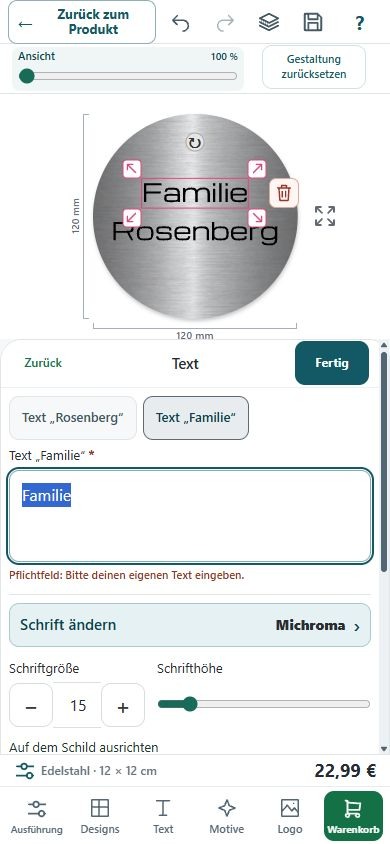 ← Zurück zum
Produkt
?
Ansicht 100 %
Gestaltung
zurücksetzen
120 mm
Familie
Rosenberg
120 mm
Zurück Text Fertig
Text „Rosenberg“ Text „Familie“
Text „Familie“ *
Familie
Pflichtfeld: Bitte deinen eigenen Text eingeben.
Schrift ändern Michroma ›
Schriftgröße Schrifthöhe
− 15 +
Auf dem Schild ausrichten
Edelstahl · 12 × 12 cm 22,99 €
Ausführung Designs Text Motive Logo Warenkorb